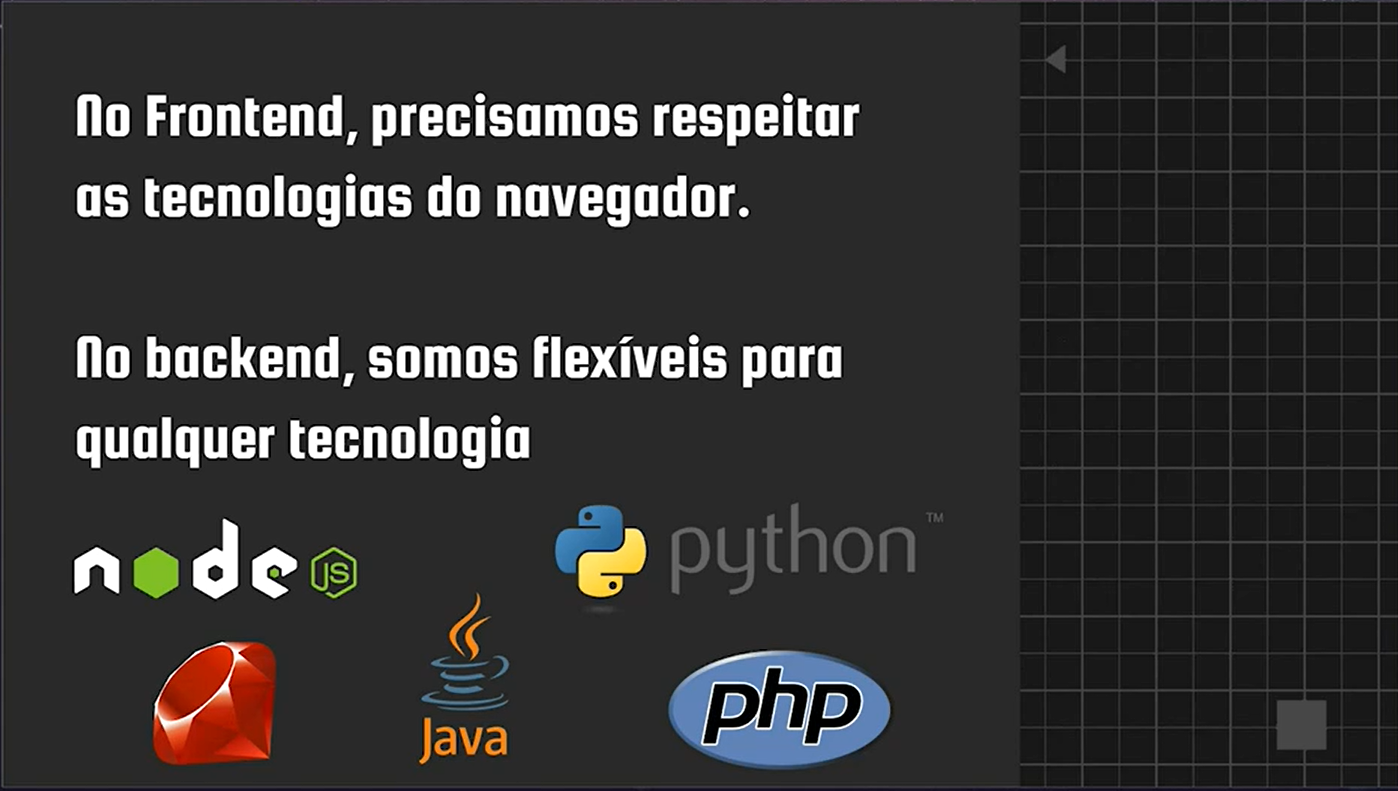 No Frontend, precisamos respeitar
as tecnologias do navegador.
No backend, somos flexíveis para
qualquer tecnologia
node JS
python™
Java
php